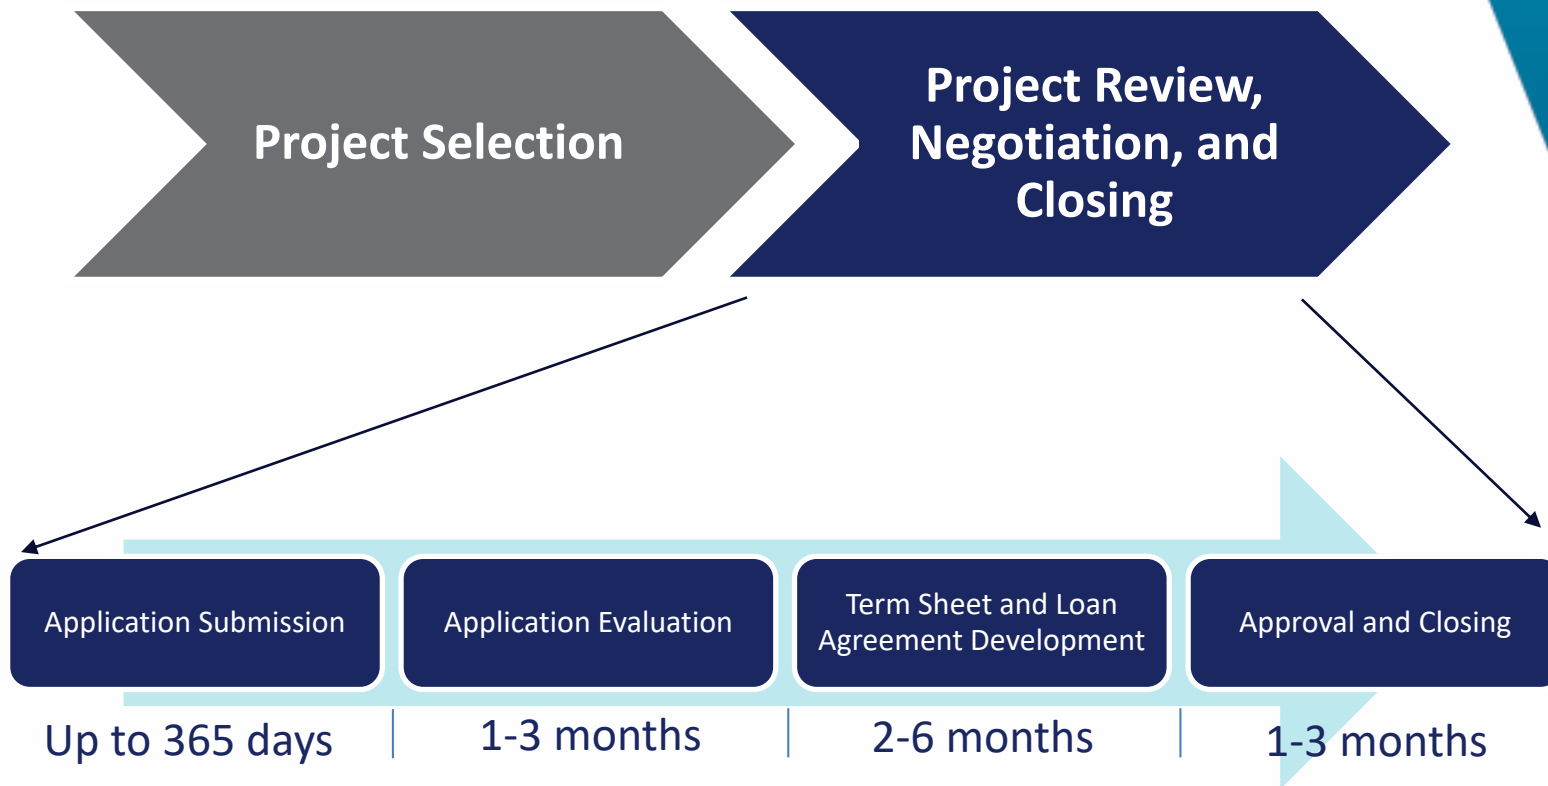 Project Selection
Project Review,
Negotiation, and
Closing
Application Submission
Application Evaluation
Term Sheet and Loan
Agreement Development
Approval and Closing
Up to 365 days
1-3 months
2-6 months
1-3 months